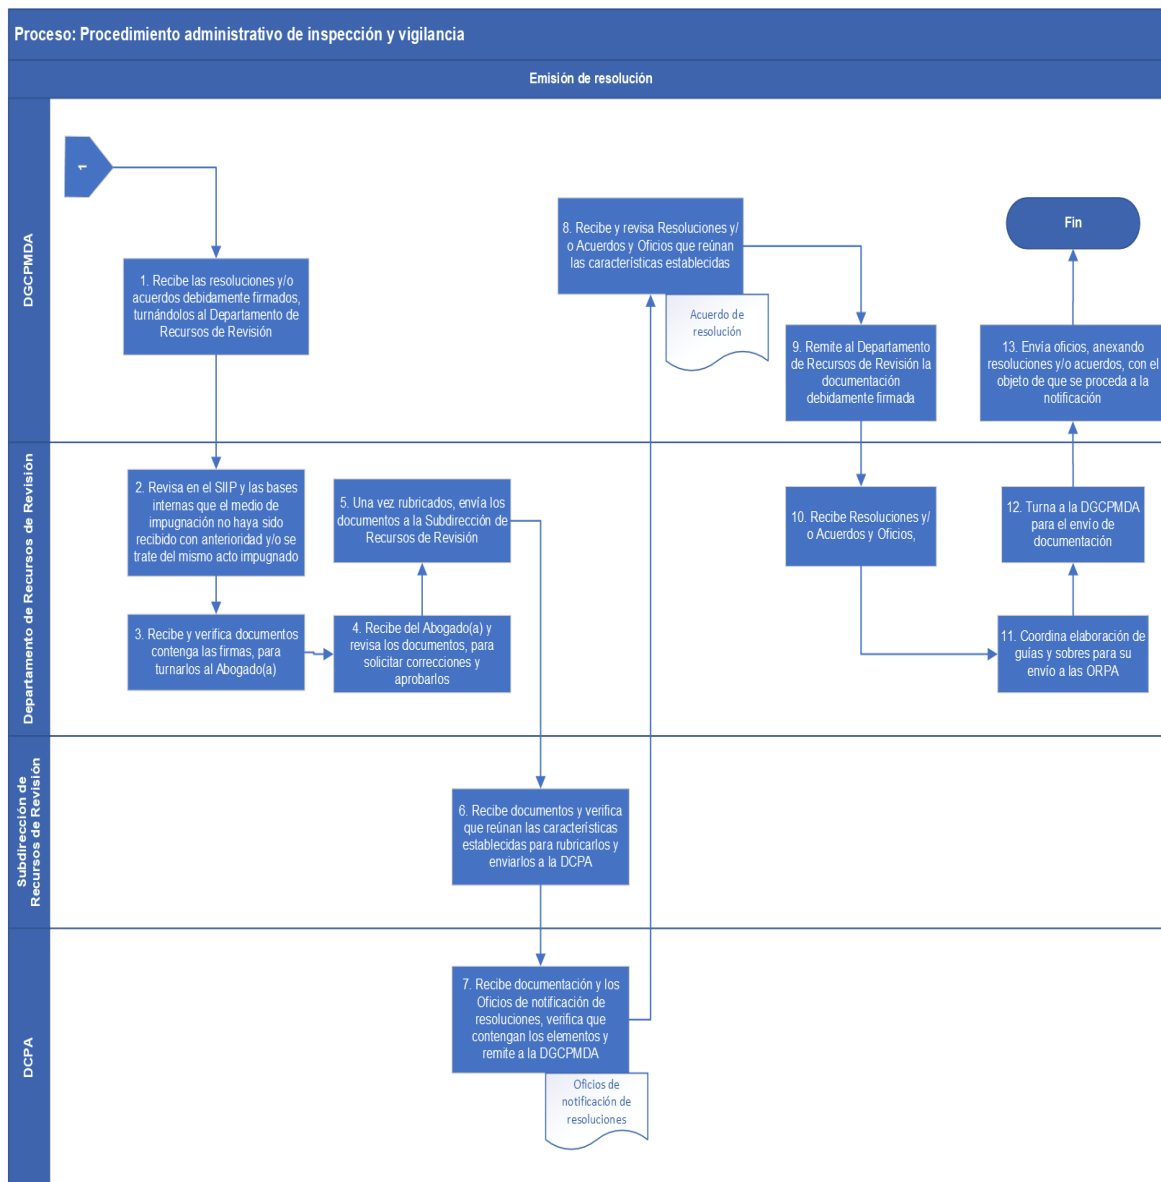 Proceso: Procedimiento administrativo de inspección y vigilancia
Emisión de resolución
DGCPMDA
1
1. Recibe las resoluciones y/o
acuerdos debidamente firmados,
turnándolos al Departamento de
Recursos de Revisión
8. Recibe y revisa Resoluciones y/
o Acuerdos y Oficios que reúnan
las características establecidas
Acuerdo de
resolución
9. Remite al Departamento
de Recursos de Revisión la
documentación
debidamente firmada
Fin
13. Envía oficios, anexando
resoluciones y/o acuerdos, con el
objeto de que se proceda a la
notificación
Departamento de Recursos de Revisión
2. Revisa en el SIIP y las bases
internas que el medio de
impugnación no haya sido
recibido con anterioridad y/o se
trate del mismo acto impugnado
3. Recibe y verifica documentos
contenga las firmas, para
turnarlos al Abogado(a)
5. Una vez rubricados, envía los
documentos a la Subdirección de
Recursos de Revisión
4. Recibe del Abogado(a) y
revisa los documentos, para
solicitar correcciones y
aprobarlos
10. Recibe Resoluciones y/
o Acuerdos y Oficios,
12. Turna a la DGCPMDA
para el envío de
documentación
11. Coordina elaboración de
guías y sobres para su
envío a las ORPA
Subdirección de
Recursos de Revisión
6. Recibe documentos y verifica
que reúnan las características
establecidas para rubricarlos y
enviarlos a la DCPA
DCPA
7. Recibe documentación y los
Oficios de notificación de
resoluciones, verifica que
contengan los elementos y
remite a la DGCPMDA
Oficios de
notificación de
resoluciones